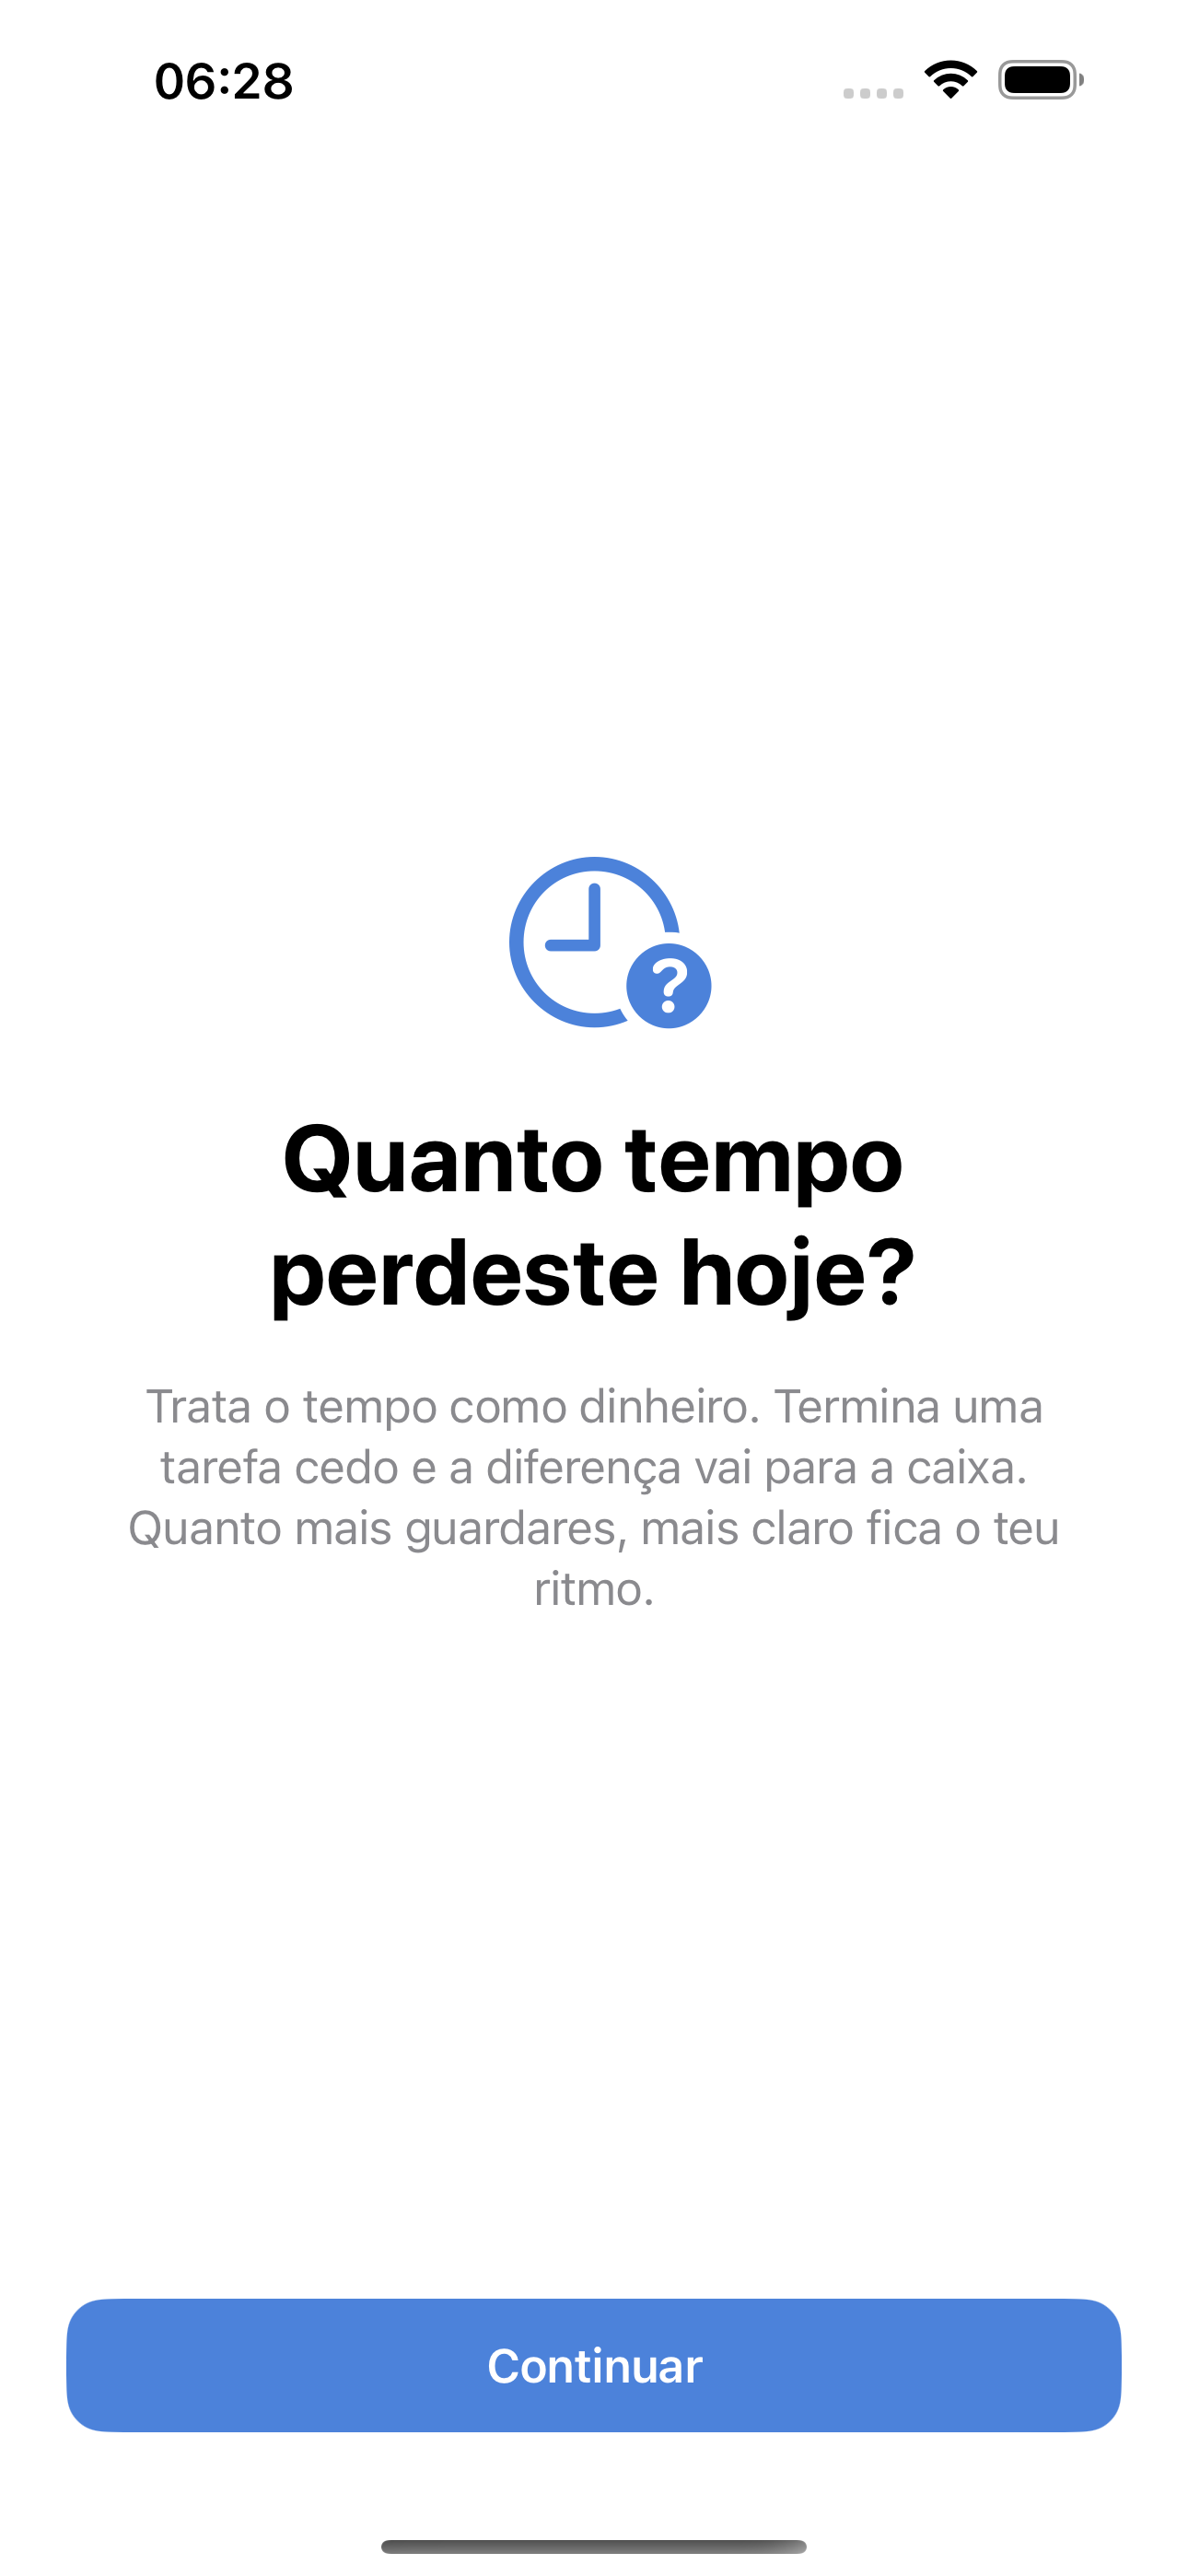 06:28
?
Quanto tempo
perdeste hoje?
Trata o tempo como dinheiro. Termina uma
tarefa cedo e a diferença vai para a caixa.
Quanto mais guardares, mais claro fica o teu
ritmo.
Continuar